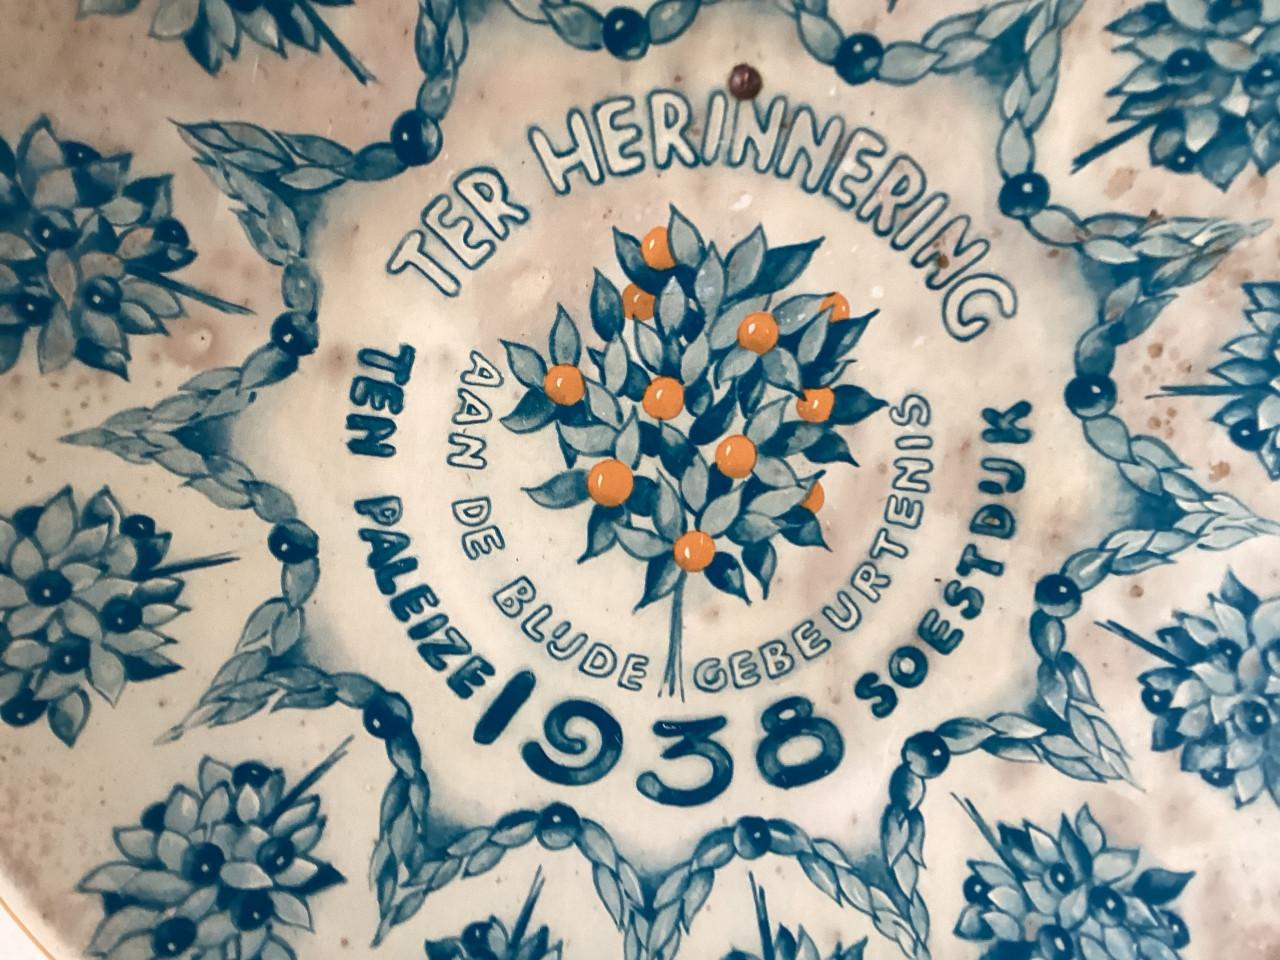 TER HERINNERING
AAN DE BLIJDE GEBEURTENIS
TEN PALEIZE SOESTDIJK
1938